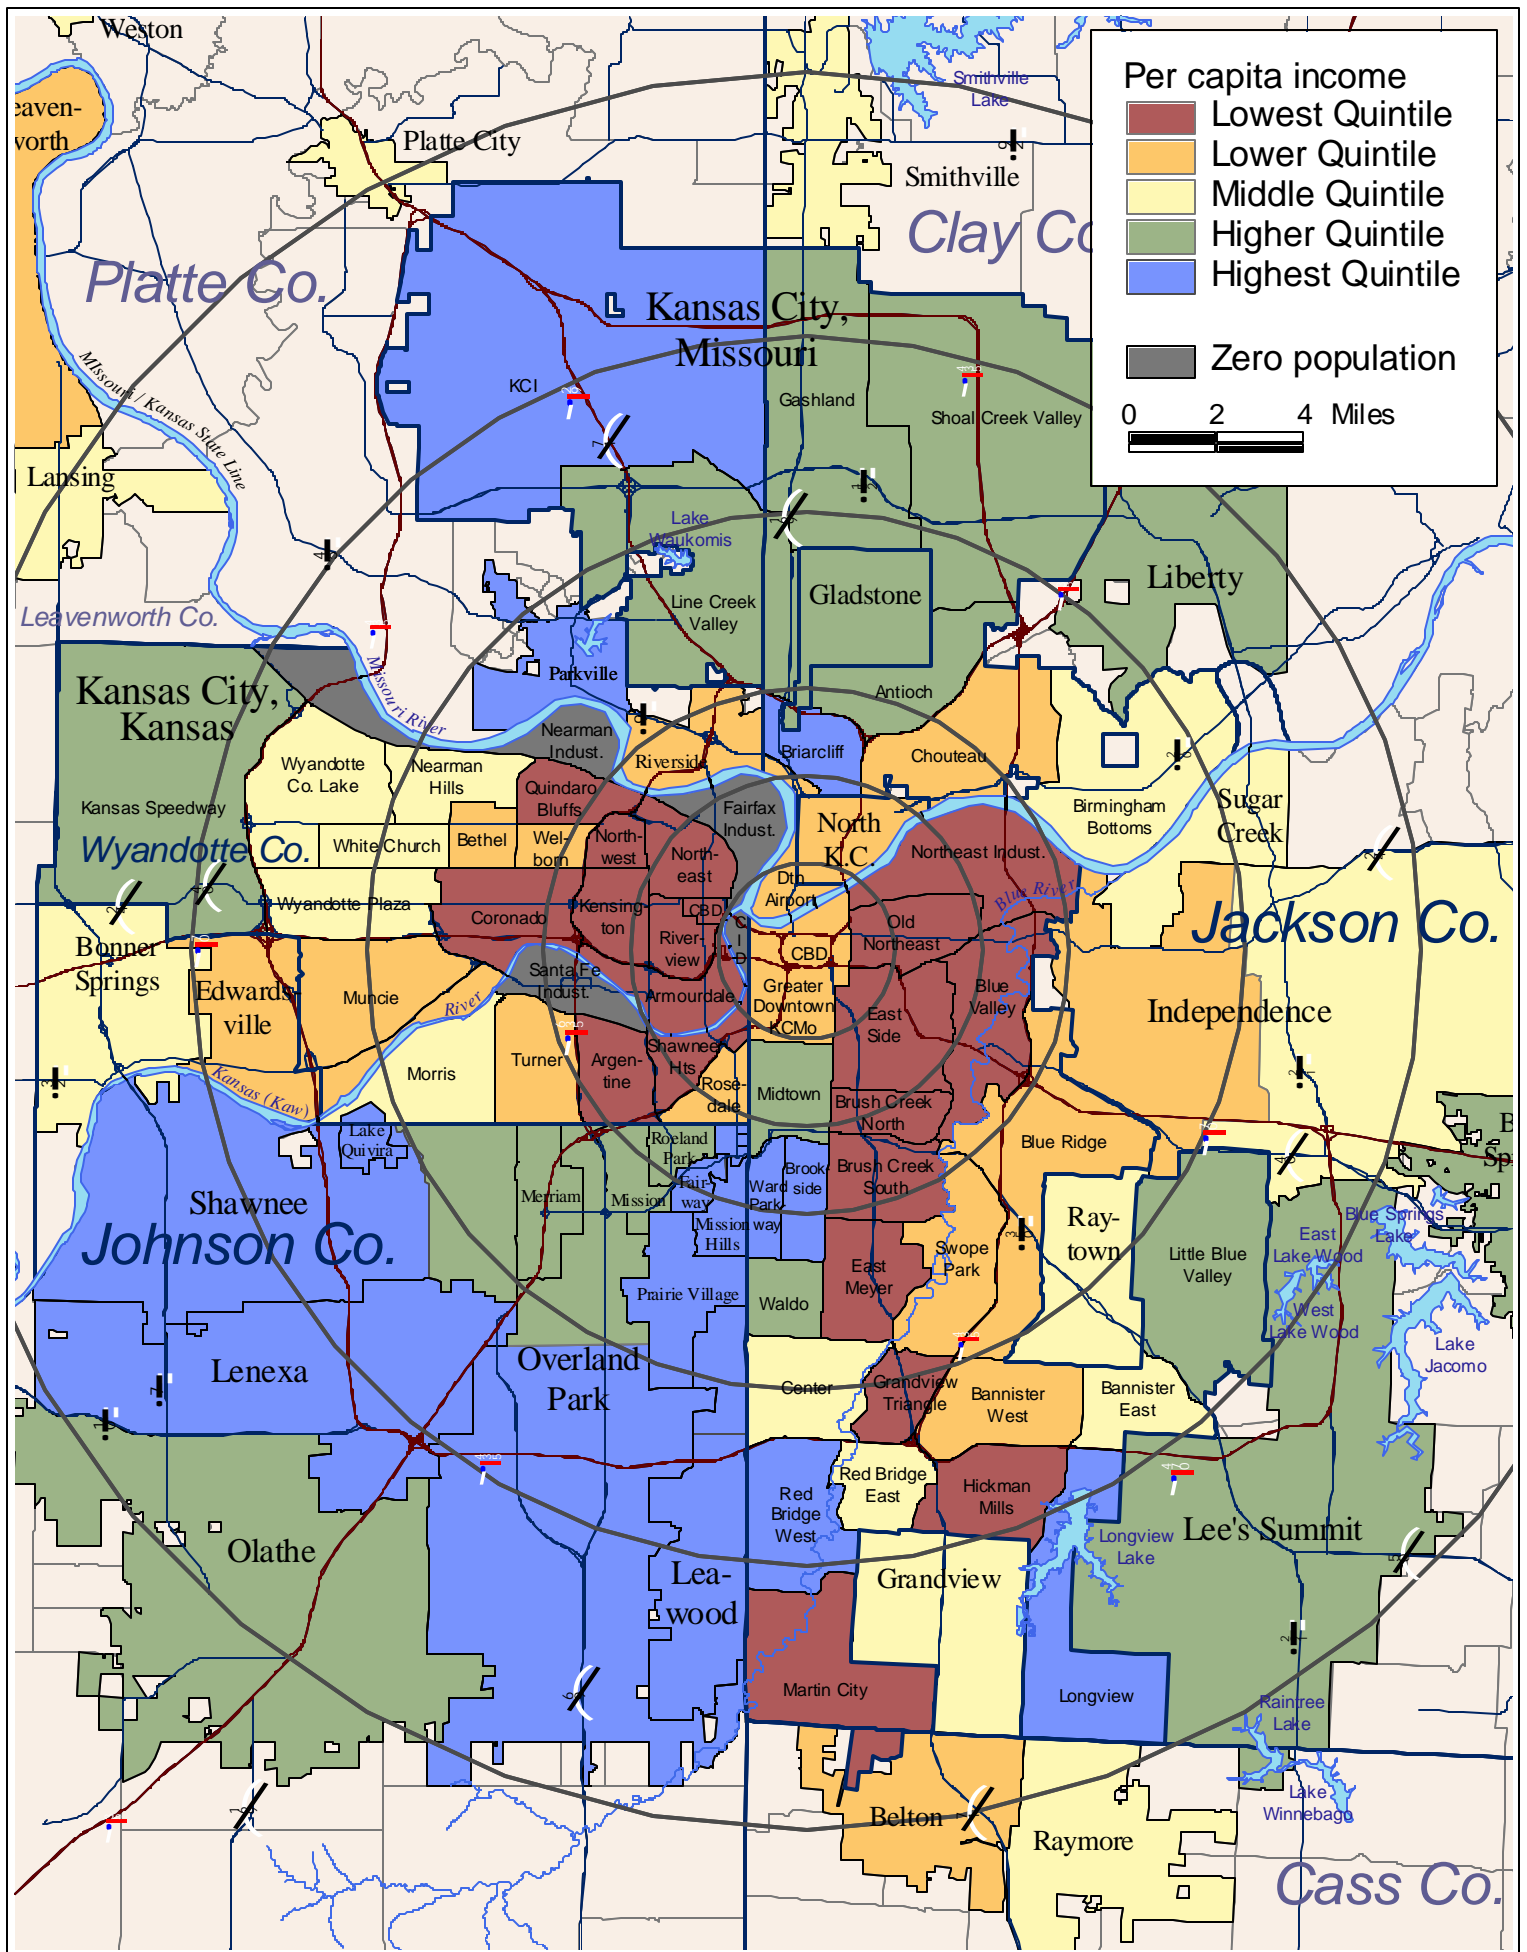 Weston
Smithville
Lake
Per capita income
Lowest Quintile
Lower Quintile
Middle Quintile
Higher Quintile
Highest Quintile
Zero population
0 2 4 Miles
eaven-
worth
Platte City
Smithville
Clay Co
Platte Co.
Kansas City,
Missouri
KCI
Gashland
Shoal Creek Valley
MIssouri / Kansas State Line
Lansing
Lake
Waukomis
Liberty
Gladstone
Line Creek
Valley
Leavenworth Co.
Parkville
Antioch
Missouri River
Kansas City,
Kansas
Nearman
Indust.
Riverside
Briarcliff
Chouteau
Wyandotte
Co. Lake
Nearman
Hills
Quindaro
Bluffs
Fairfax
Indust.
Kansas Speedway
Birmingham
Bottoms
Sugar
Creek
North
K.C.
Wyandotte Co.
White Church
Bethel
Wel-
born
North-
west
North-
east
Northeast Indust.
Dtn
Airport
Blue River
Wyandotte Plaza
Coronado
Kensing-
ton
CBD
C
I
D
Old
Northeast
Jackson Co.
Bonner
Springs
River-
view
CBD
Santa Fe
Indust.
Edwards-
ville
Muncie
River
Armourdale
Greater
Downtown
KCMo
Blue
Valley
East
Side
Independence
Turner
Argen-
tine
Shawnee
Hts
Rose-
dale
Midtown
Morris
Kansas (Kaw)
Brush Creek
North
Blue Ridge
Lake
Quivira
Roeland
Park
B
Sp
Brush Creek
South
Shawnee
Merriam
Mission
Fair-
way
Ward
Park-
way
Brook
side
Mission
Hills
Johnson Co.
Ray-
town
Swope
Park
Little Blue
Valley
Blue Springs
Lake
East
Lake Wood
West
Lake Wood
East
Meyer
Prairie Village
Waldo
Lake
Jacomo
Lenexa
Overland
Park
Center
Grandview
Triangle
Bannister
West
Bannister
East
Red
Bridge
West
Red Bridge
East
Hickman
Mills
Longview
Lake
Lee's Summit
Olathe
Lea-
wood
Grandview
Martin City
Longview
Raintree
Lake
Lake
Winnebago
Belton
Raymore
Cass Co.